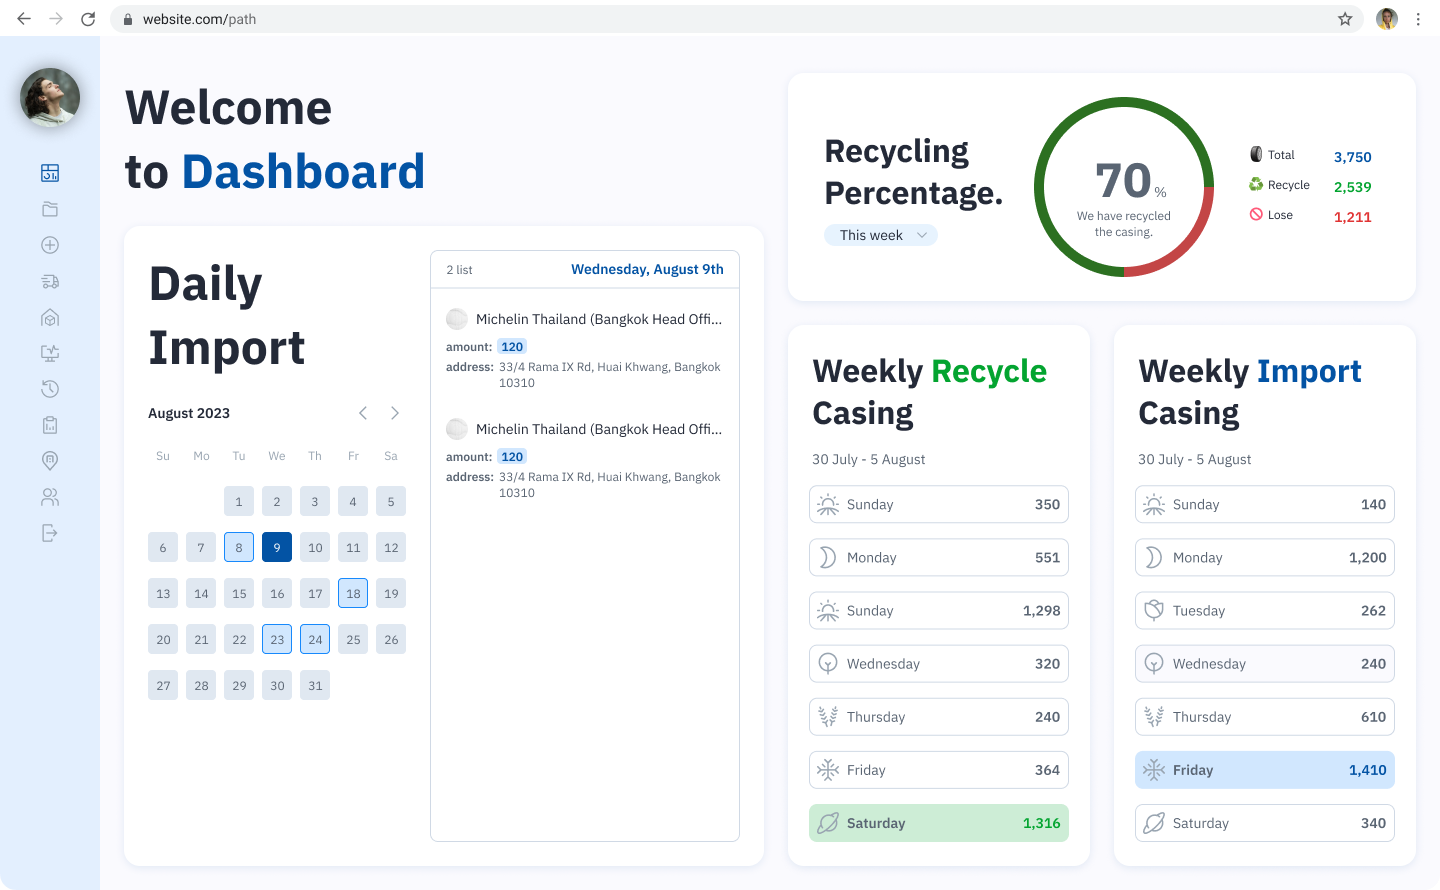 website.com/path
Welcome
to Dashboard
Daily
Import
August 2023
Su Mo Tu We Th Fr Sa
1 2 3 4 5
6 7 8 9 10 11 12
13 14 15 16 17 18 19
20 21 22 23 24 25 26
27 28 29 30 31
2 list Wednesday, August 9th
Michelin Thailand (Bangkok Head Offi...
amount: 120
address: 33/4 Rama IX Rd, Huai Khwang, Bangkok
10310
Michelin Thailand (Bangkok Head Offi...
amount: 120
address: 33/4 Rama IX Rd, Huai Khwang, Bangkok
10310
Recycling
Percentage.
This week
70 %
We have recycled
the casing.
Total 3,750
Recycle 2,539
Lose 1,211
Weekly Recycle
Casing
30 July - 5 August
Sunday 350
Monday 551
Sunday 1,298
Wednesday 320
Thursday 240
Friday 364
Saturday 1,316
Weekly Import
Casing
30 July - 5 August
Sunday 140
Monday 1,200
Tuesday 262
Wednesday 240
Thursday 610
Friday 1,410
Saturday 340